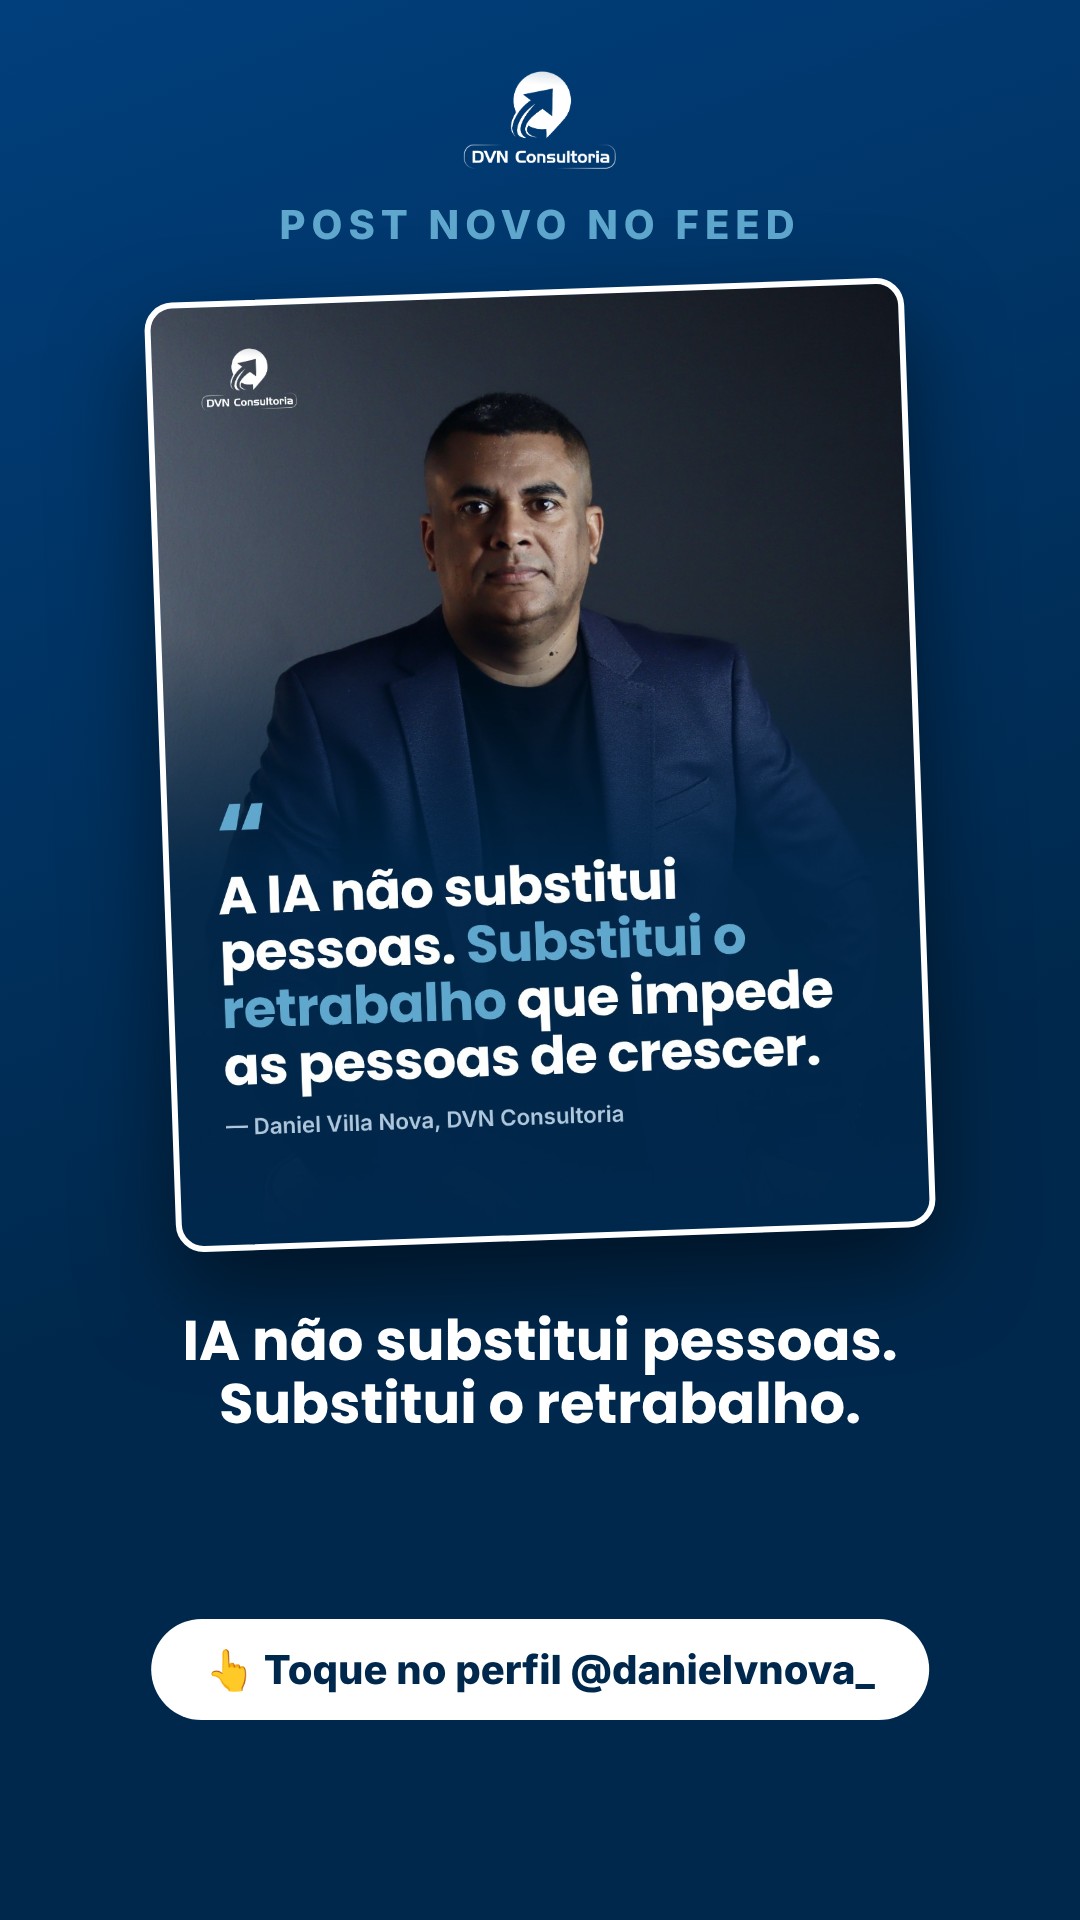 DVN Consultoria
POST NOVO NO FEED
DVN Consultoria
“
A IA não substitui
pessoas. Substitui o
retrabalho que impede
as pessoas de crescer.
— Daniel Villa Nova, DVN Consultoria
IA não substitui pessoas.
Substitui o retrabalho.
👆 Toque no perfil @danielvnova_